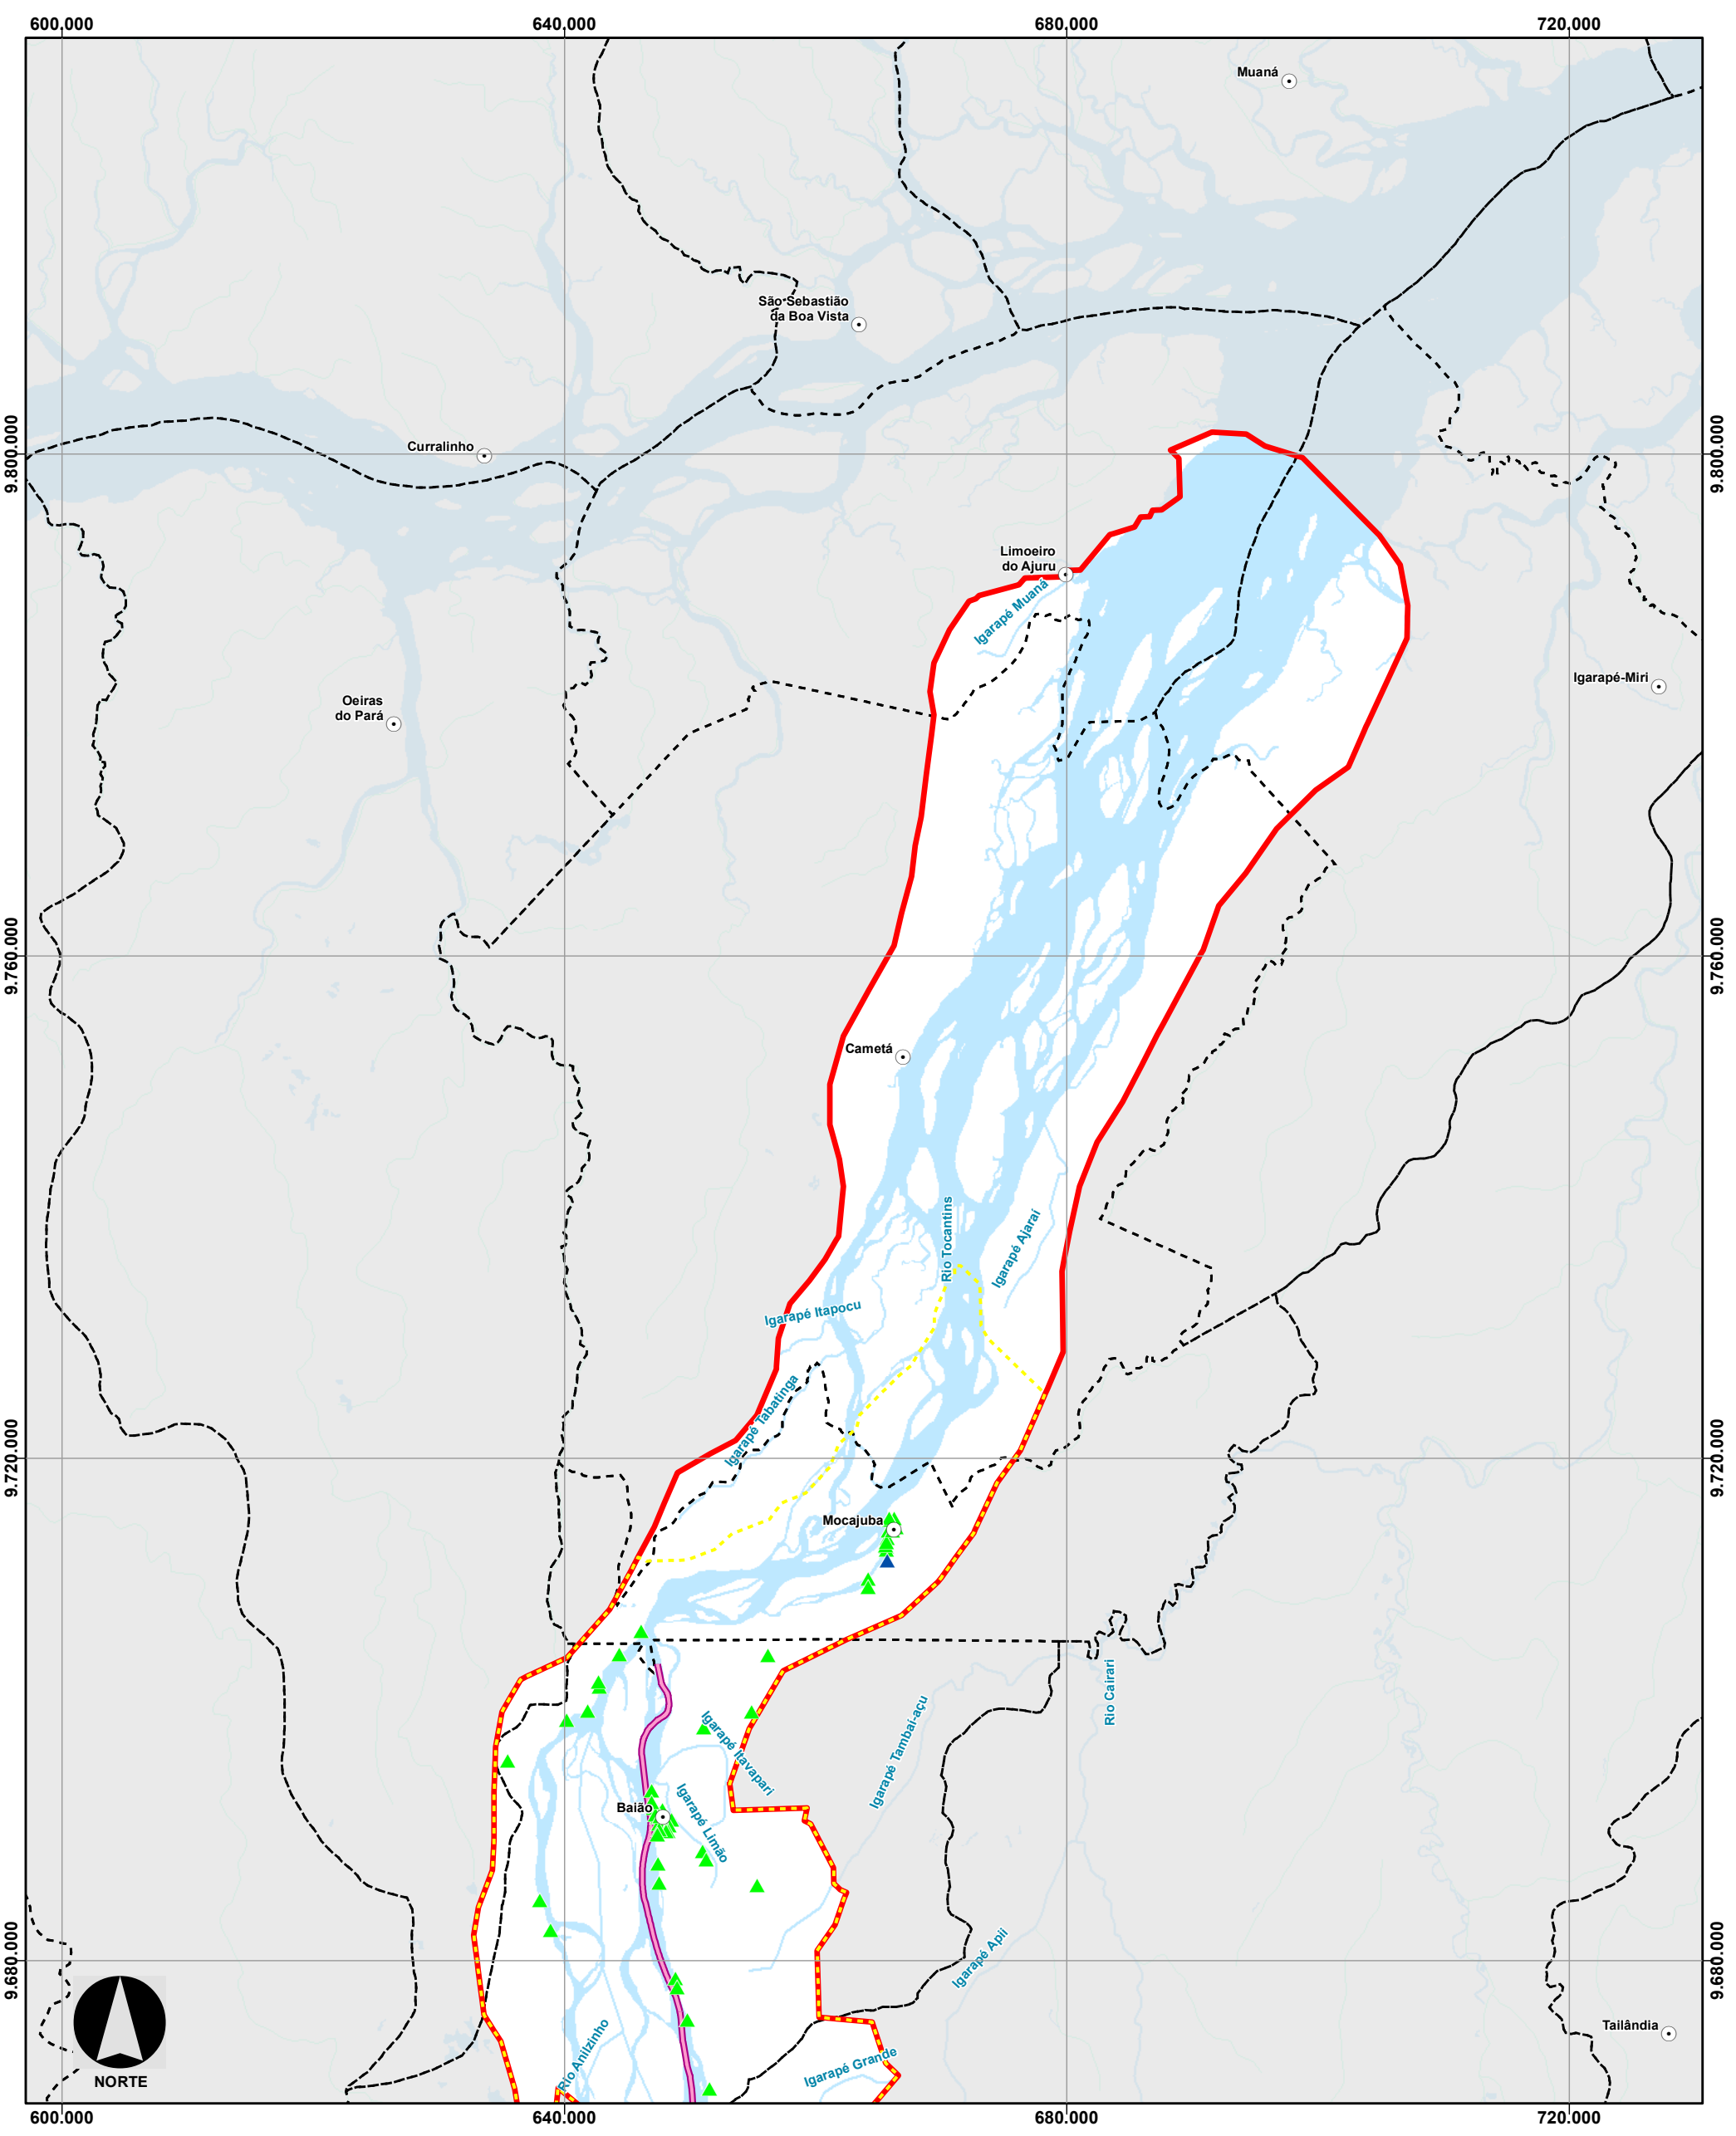 600.000
640.000
680.000
720.000
Muaná
São Sebastião
da Boa Vista
Curralinho
9.800.000
9.800.000
Limoeiro
do Ajuru
Igarapé Muaná
Oeiras
do Pará
Igarapé-Miri
9.760.000
9.760.000
Cametá
Rio Tocantins
Igarapé Ajaraí
Igarapé Itapocu
Igarapé Tabatinga
9.720.000
9.720.000
Mocajuba
Rio Cairari
Igarapé Tambaí-açu
Igarapé Itavapari
Baião
Igarapé Limão
9.680.000
9.680.000
Igarapé Apii
Rio Anilzinho
Igarapé Grande
Tailândia
NORTE
600.000
640.000
680.000
720.000